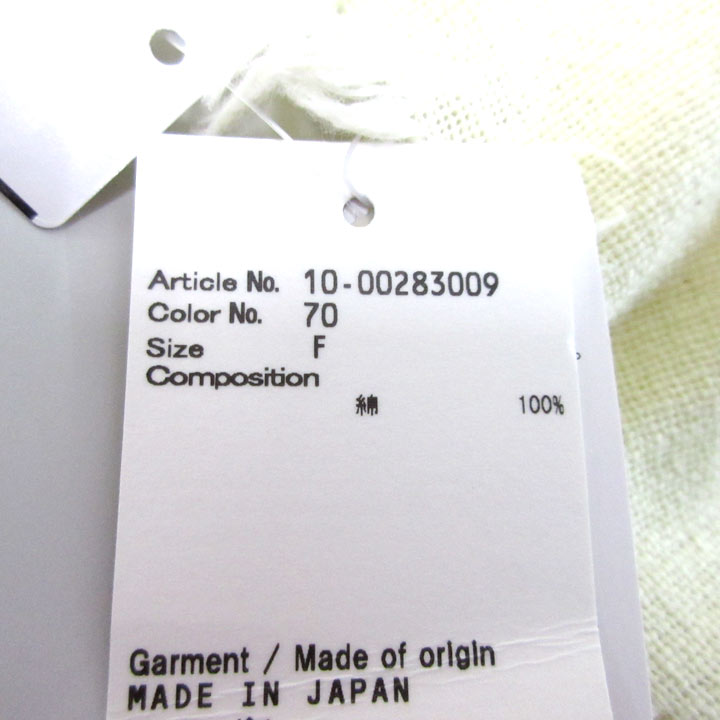 Article No. 10-00283009
Color No. 70
Size F
Composition
綿 100%
Garment / Made of origin
MADE IN JAPAN